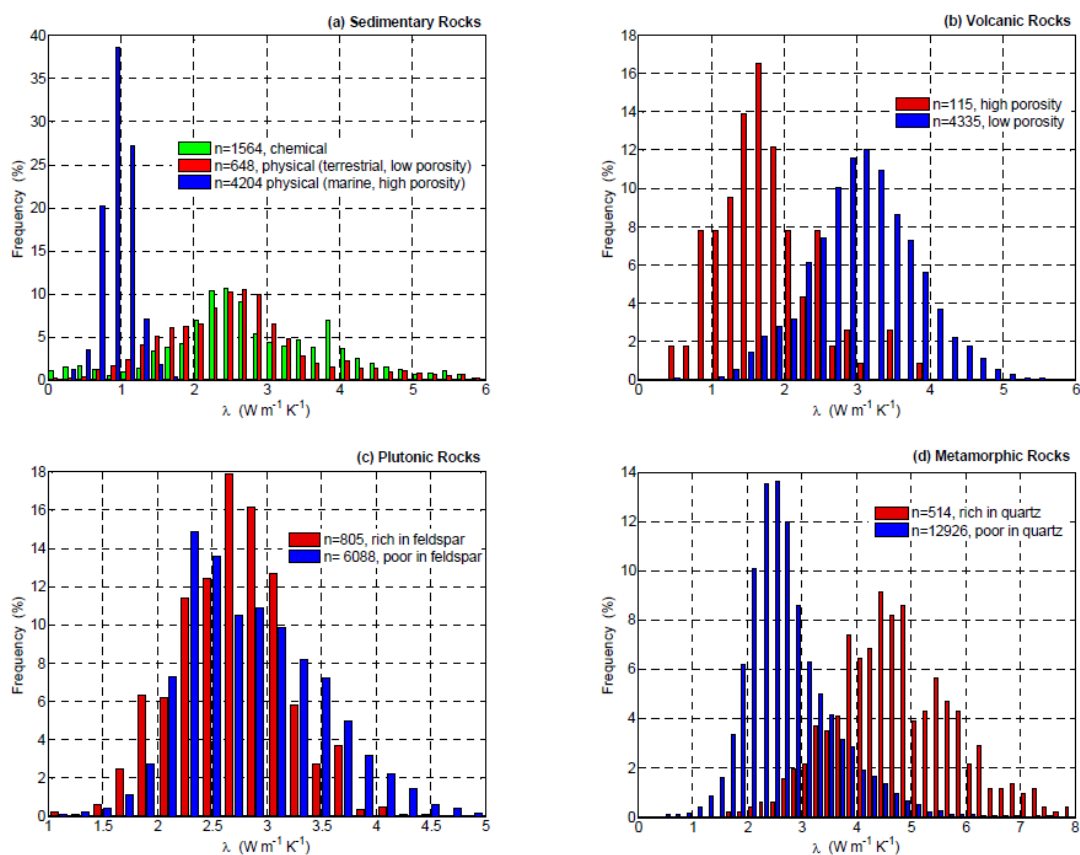 (a) Sedimentary Rocks
40
35
30
25
20
15
10
5
0
Frequency (%)
n=1564, chemical
n=648, physical (terrestrial, low porosity)
n=4204 physical (marine, high porosity)
0 1 2 3 4 5 6
λ (W m⁻¹ K⁻¹)
(b) Volcanic Rocks
18
16
14
12
10
8
6
4
2
0
Frequency (%)
n=115, high porosity
n=4335, low porosity
0 1 2 3 4 5 6
λ (W m⁻¹ K⁻¹)
(c) Plutonic Rocks
18
16
14
12
10
8
6
4
2
0
Frequency (%)
n=805, rich in feldspar
n= 6088, poor in feldspar
1 1.5 2 2.5 3 3.5 4 4.5 5
λ (W m⁻¹ K⁻¹)
(d) Metamorphic Rocks
14
12
10
8
6
4
2
0
Frequency (%)
n=514, rich in quartz
n=12926, poor in quartz
0 1 2 3 4 5 6 7 8
λ (W m⁻¹ K⁻¹)